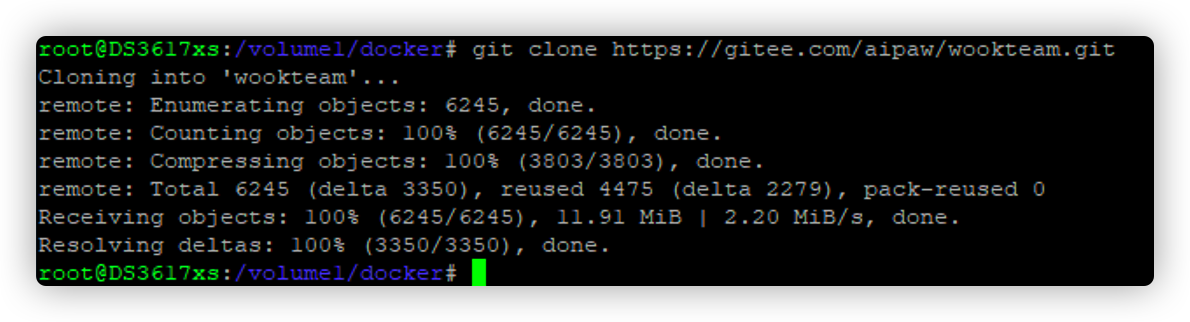 root@DS3617xs:/volume1/docker# git clone https://gitee.com/aipaw/wookteam.git
Cloning into 'wookteam'...
remote: Enumerating objects: 6245, done.
remote: Counting objects: 100% (6245/6245), done.
remote: Compressing objects: 100% (3803/3803), done.
remote: Total 6245 (delta 3350), reused 4475 (delta 2279), pack-reused 0
Receiving objects: 100% (6245/6245), 11.91 MiB | 2.20 MiB/s, done.
Resolving deltas: 100% (3350/3350), done.
root@DS3617xs:/volume1/docker#